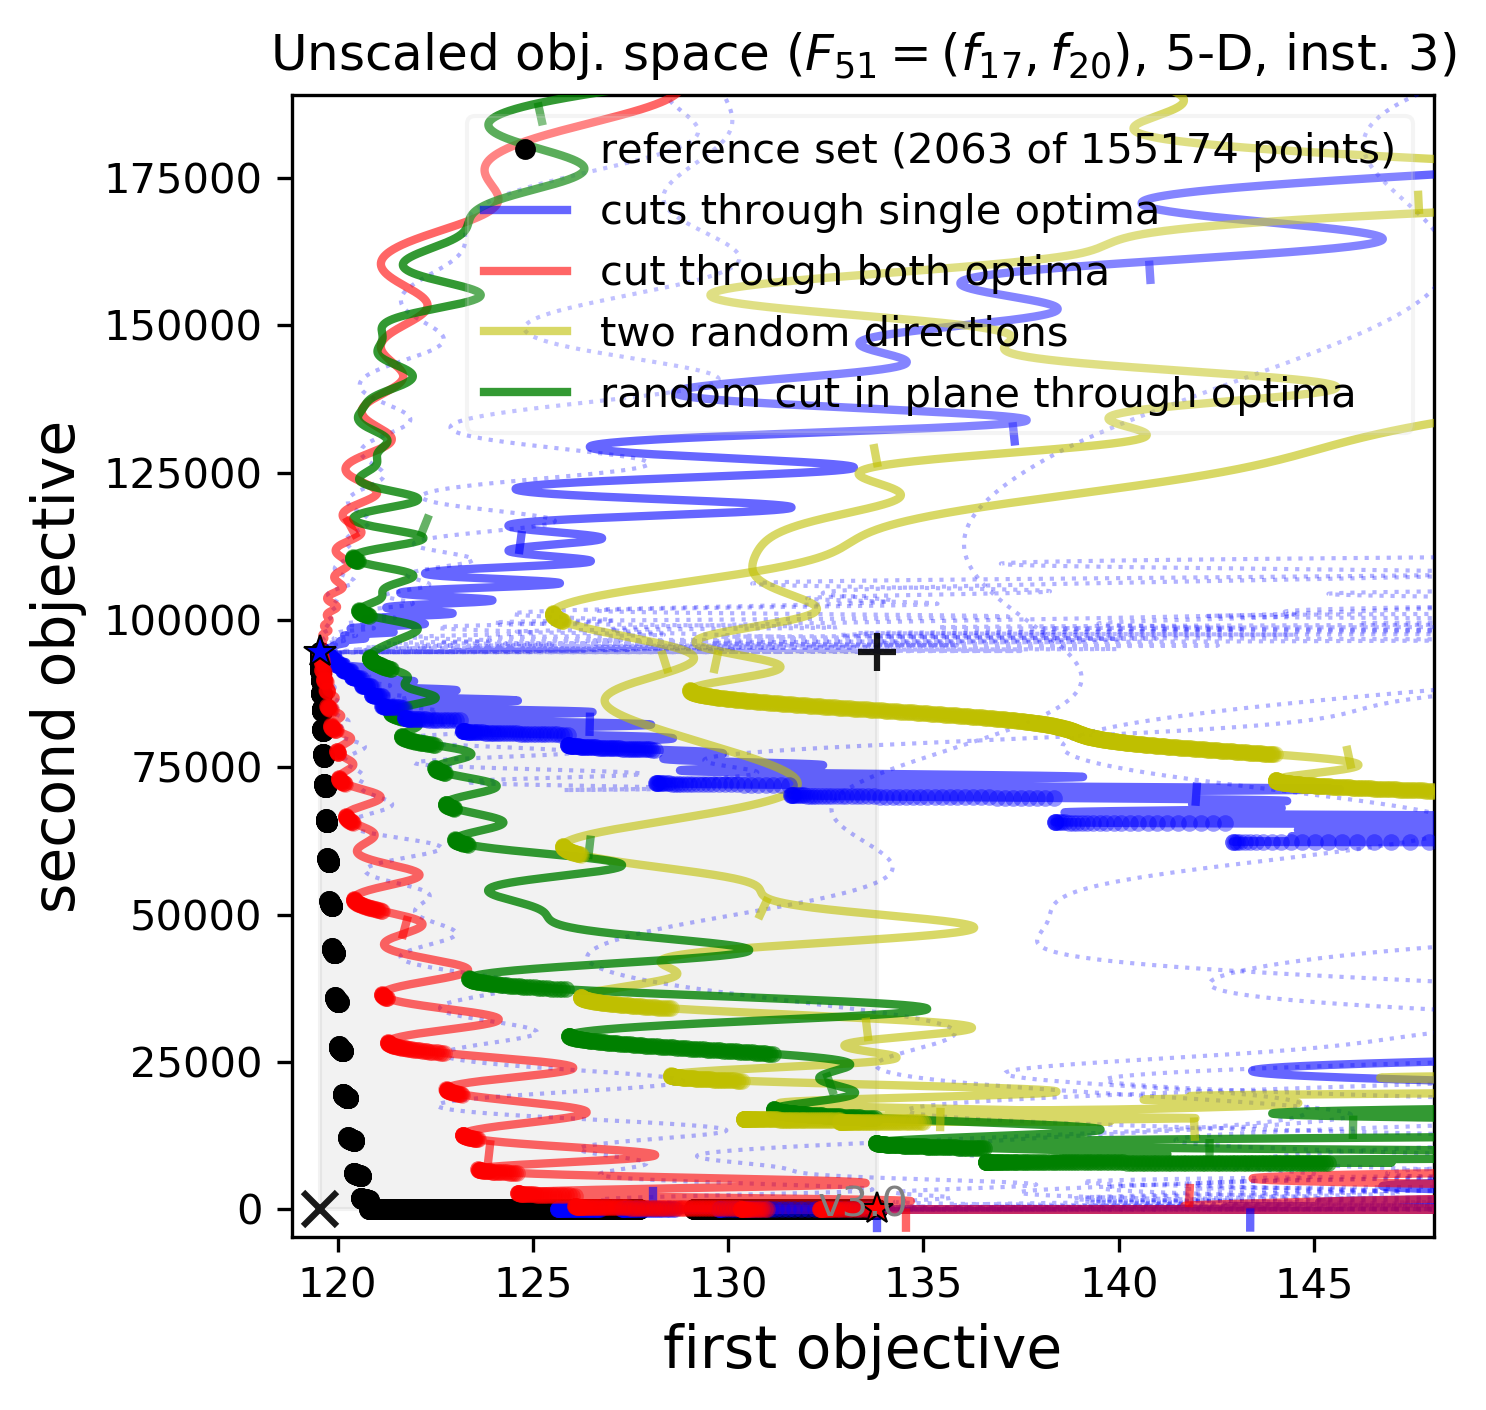 Unscaled obj. space (F51 = (f17, f20), 5-D, inst. 3)
reference set (2063 of 155174 points)
cuts through single optima
cut through both optima
two random directions
random cut in plane through optima
175000
150000
125000
100000
75000
50000
25000
0
second objective
v3.0
120 125 130 135 140 145
first objective